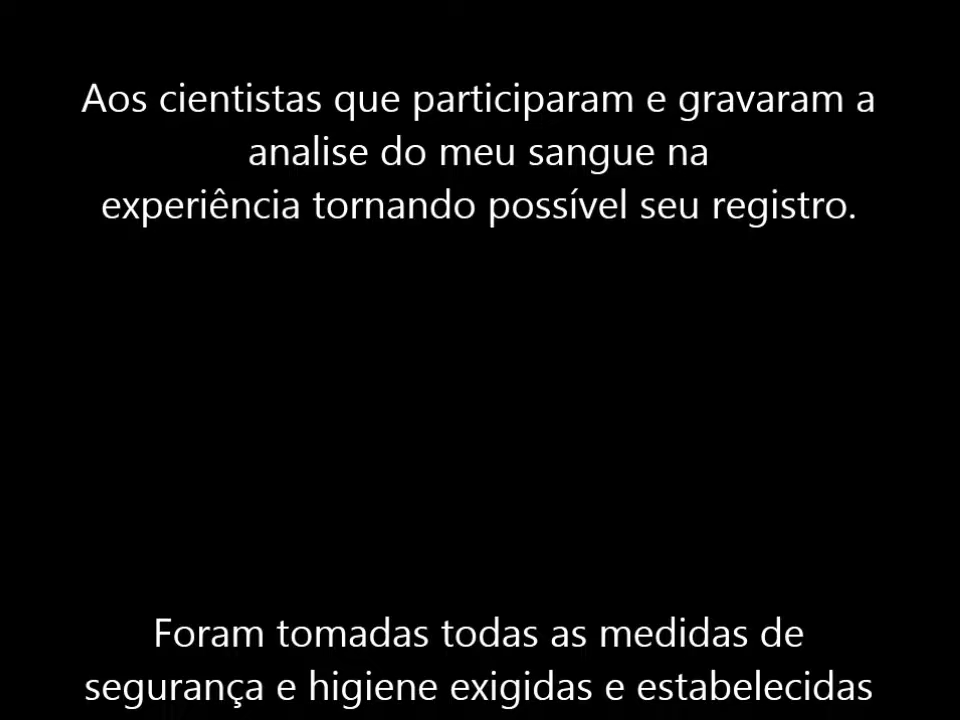 Aos cientistas que participaram e gravaram a
analise do meu sangue na
experiência tornando possível seu registro.
Foram tomadas todas as medidas de
segurança e higiene exigidas e estabelecidas